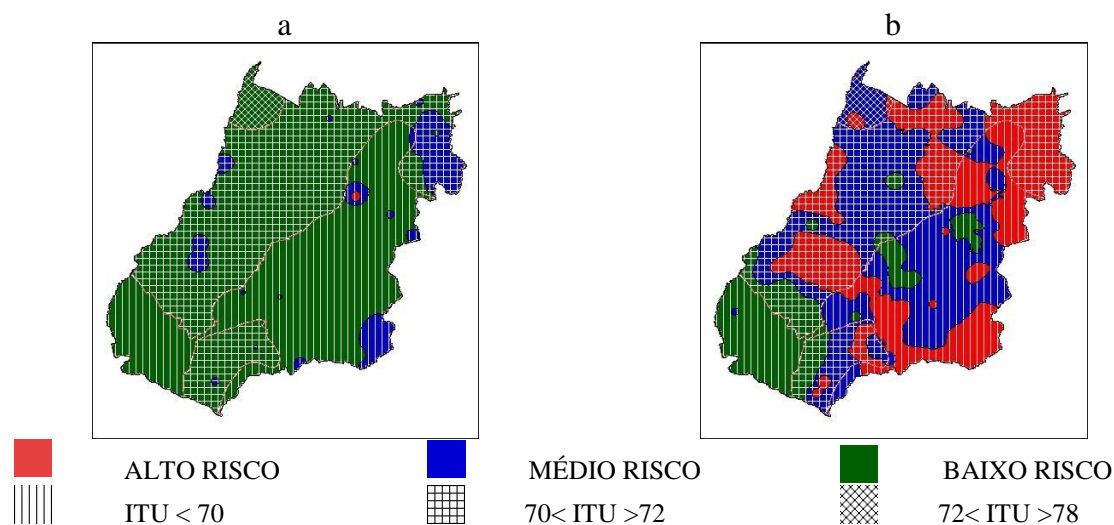 a b
ALTO RISCO MÉDIO RISCO BAIXO RISCO
ITU < 70 70< ITU >72 72< ITU >78